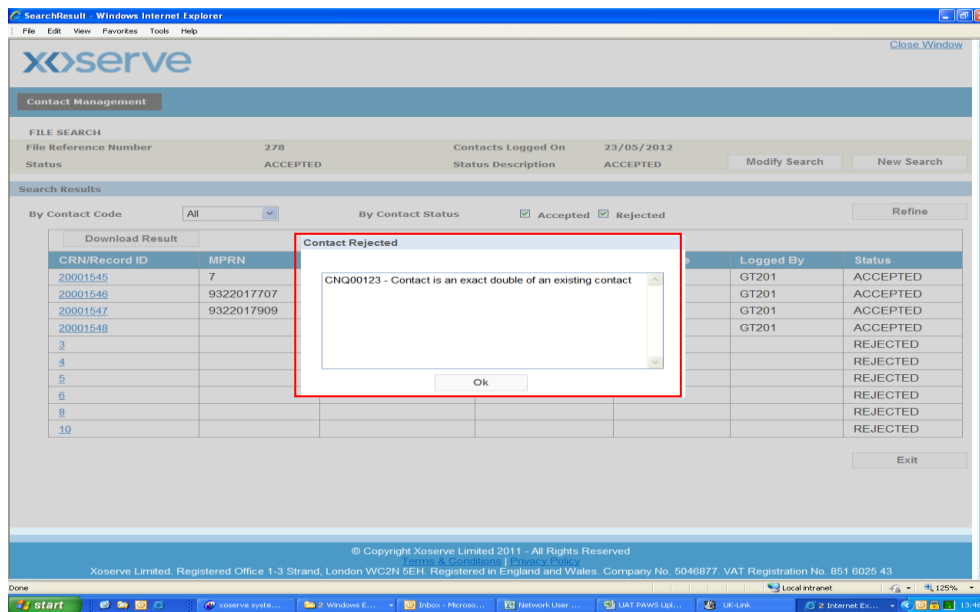 SearchResult - Windows Internet Explorer
File Edit View Favorites Tools Help
Close Window
xoserve
Contact Management
FILE SEARCH
File Reference Number 278 Contacts Logged On 23/05/2012
Status ACCEPTED Status Description ACCEPTED
Modify Search New Search
Search Results
By Contact Code All By Contact Status Accepted Rejected Refine
Download Result
Contact Rejected
CRN/Record ID MPRN Logged By Status
CNQ00123 - Contact is an exact double of an existing contact
20001545 7 GT201 ACCEPTED
20001546 9322017707 GT201 ACCEPTED
20001547 9322017909 GT201 ACCEPTED
20001548 GT201 ACCEPTED
3 REJECTED
4 REJECTED
5 REJECTED
Ok
6 REJECTED
8 REJECTED
10 REJECTED
Exit
© Copyright Xoserve Limited 2011 - All Rights Reserved
Terms & Conditions | Privacy Policy
Xoserve Limited. Registered Office 1-3 Strand, London WC2N 5EH. Registered in England and Wales. Company No. 5046877. VAT Registration No. 851 6025 43
Done Local intranet 125%
start xoserve syste... 2 Windows E... Inbox - Microso... Network User ... UAT PAWS Upl... UK-Link 2 Internet Ex...